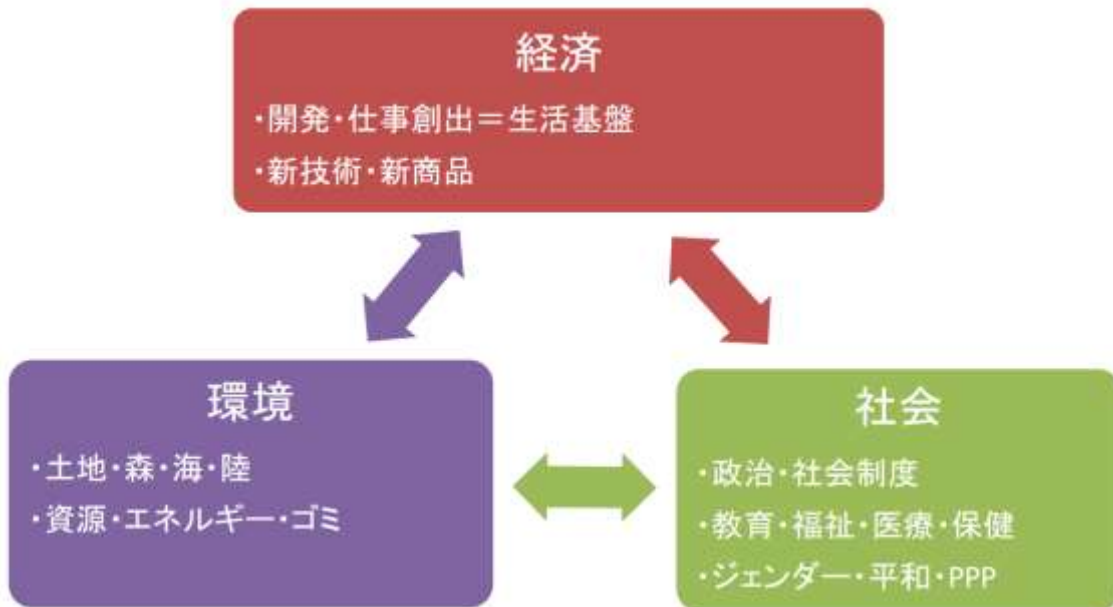 経済
・開発・仕事創出＝生活基盤
・新技術・新商品
環境
・土地・森・海・陸
・資源・エネルギー・ゴミ
社会
・政治・社会制度
・教育・福祉・医療・保健
・ジェンダー・平和・PPP